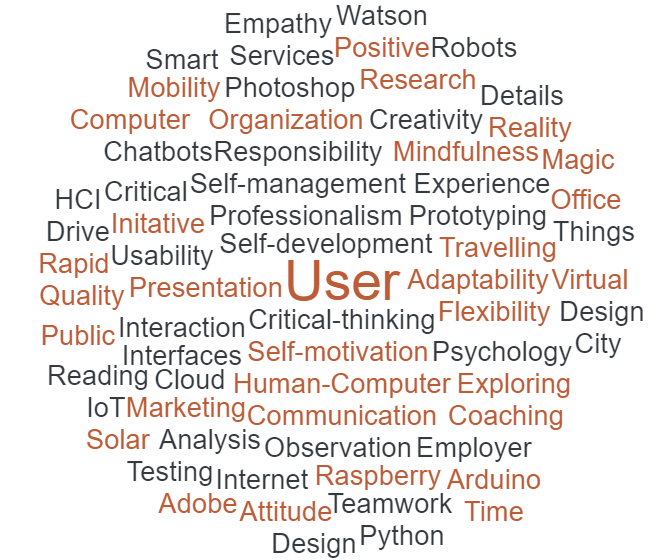 Empathy Watson
Smart Services Positive Robots
Mobility Photoshop Research Details
Computer Organization Creativity Reality
Chatbots Responsibility Mindfulness Magic
HCI Critical Self-management Experience Office
Drive Initative Professionalism Prototyping Things
Rapid Usability Self-development Travelling
Quality Presentation User Adaptability Virtual
Public Interaction Critical-thinking Flexibility Design
Interfaces Self-motivation Psychology City
Reading Cloud Human-Computer Exploring
IoT Marketing Communication Coaching
Solar Analysis Observation Employer
Testing Internet Raspberry Arduino
Adobe Attitude Teamwork Time
Design Python